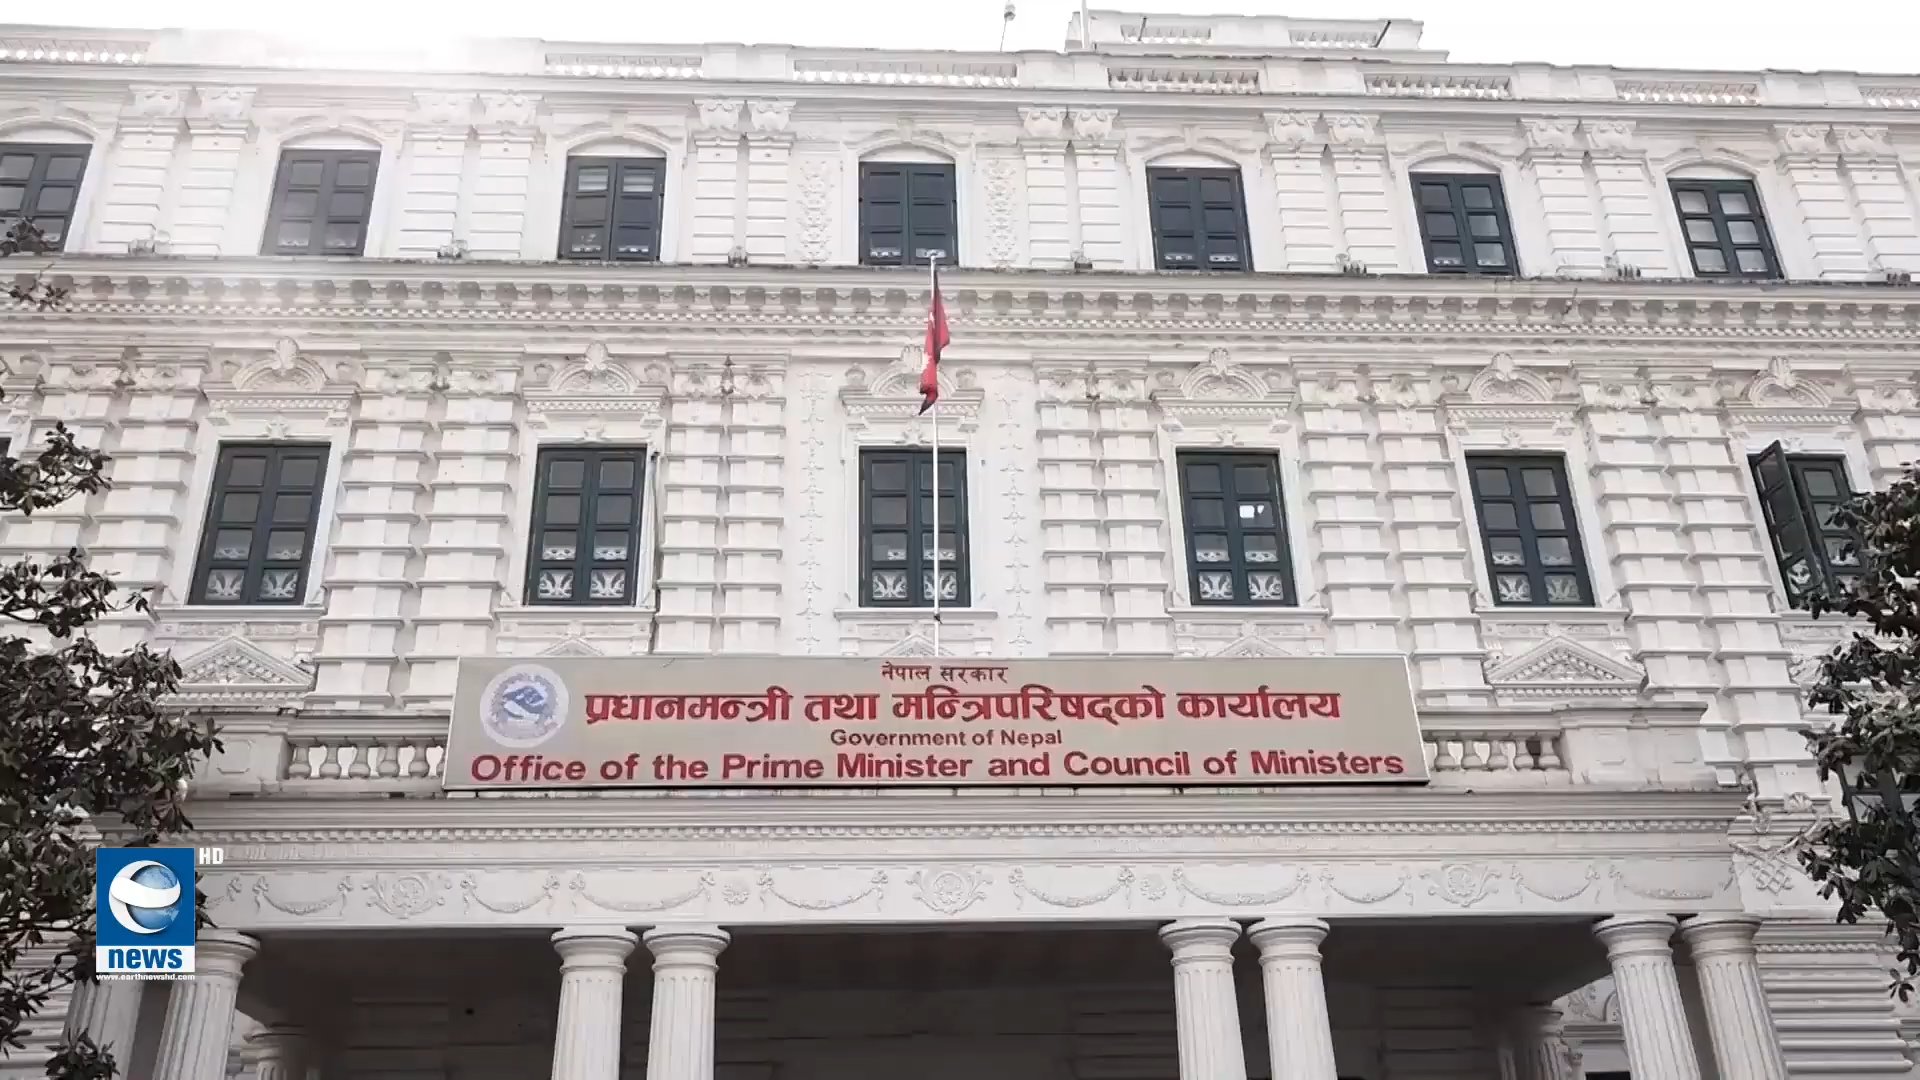 नेपाल सरकार
प्रधानमन्त्री तथा मन्त्रिपरिषद्को कार्यालय
Government of Nepal
Office of the Prime Minister and Council of Ministers
HD
e
news
www.earthnewshd.com